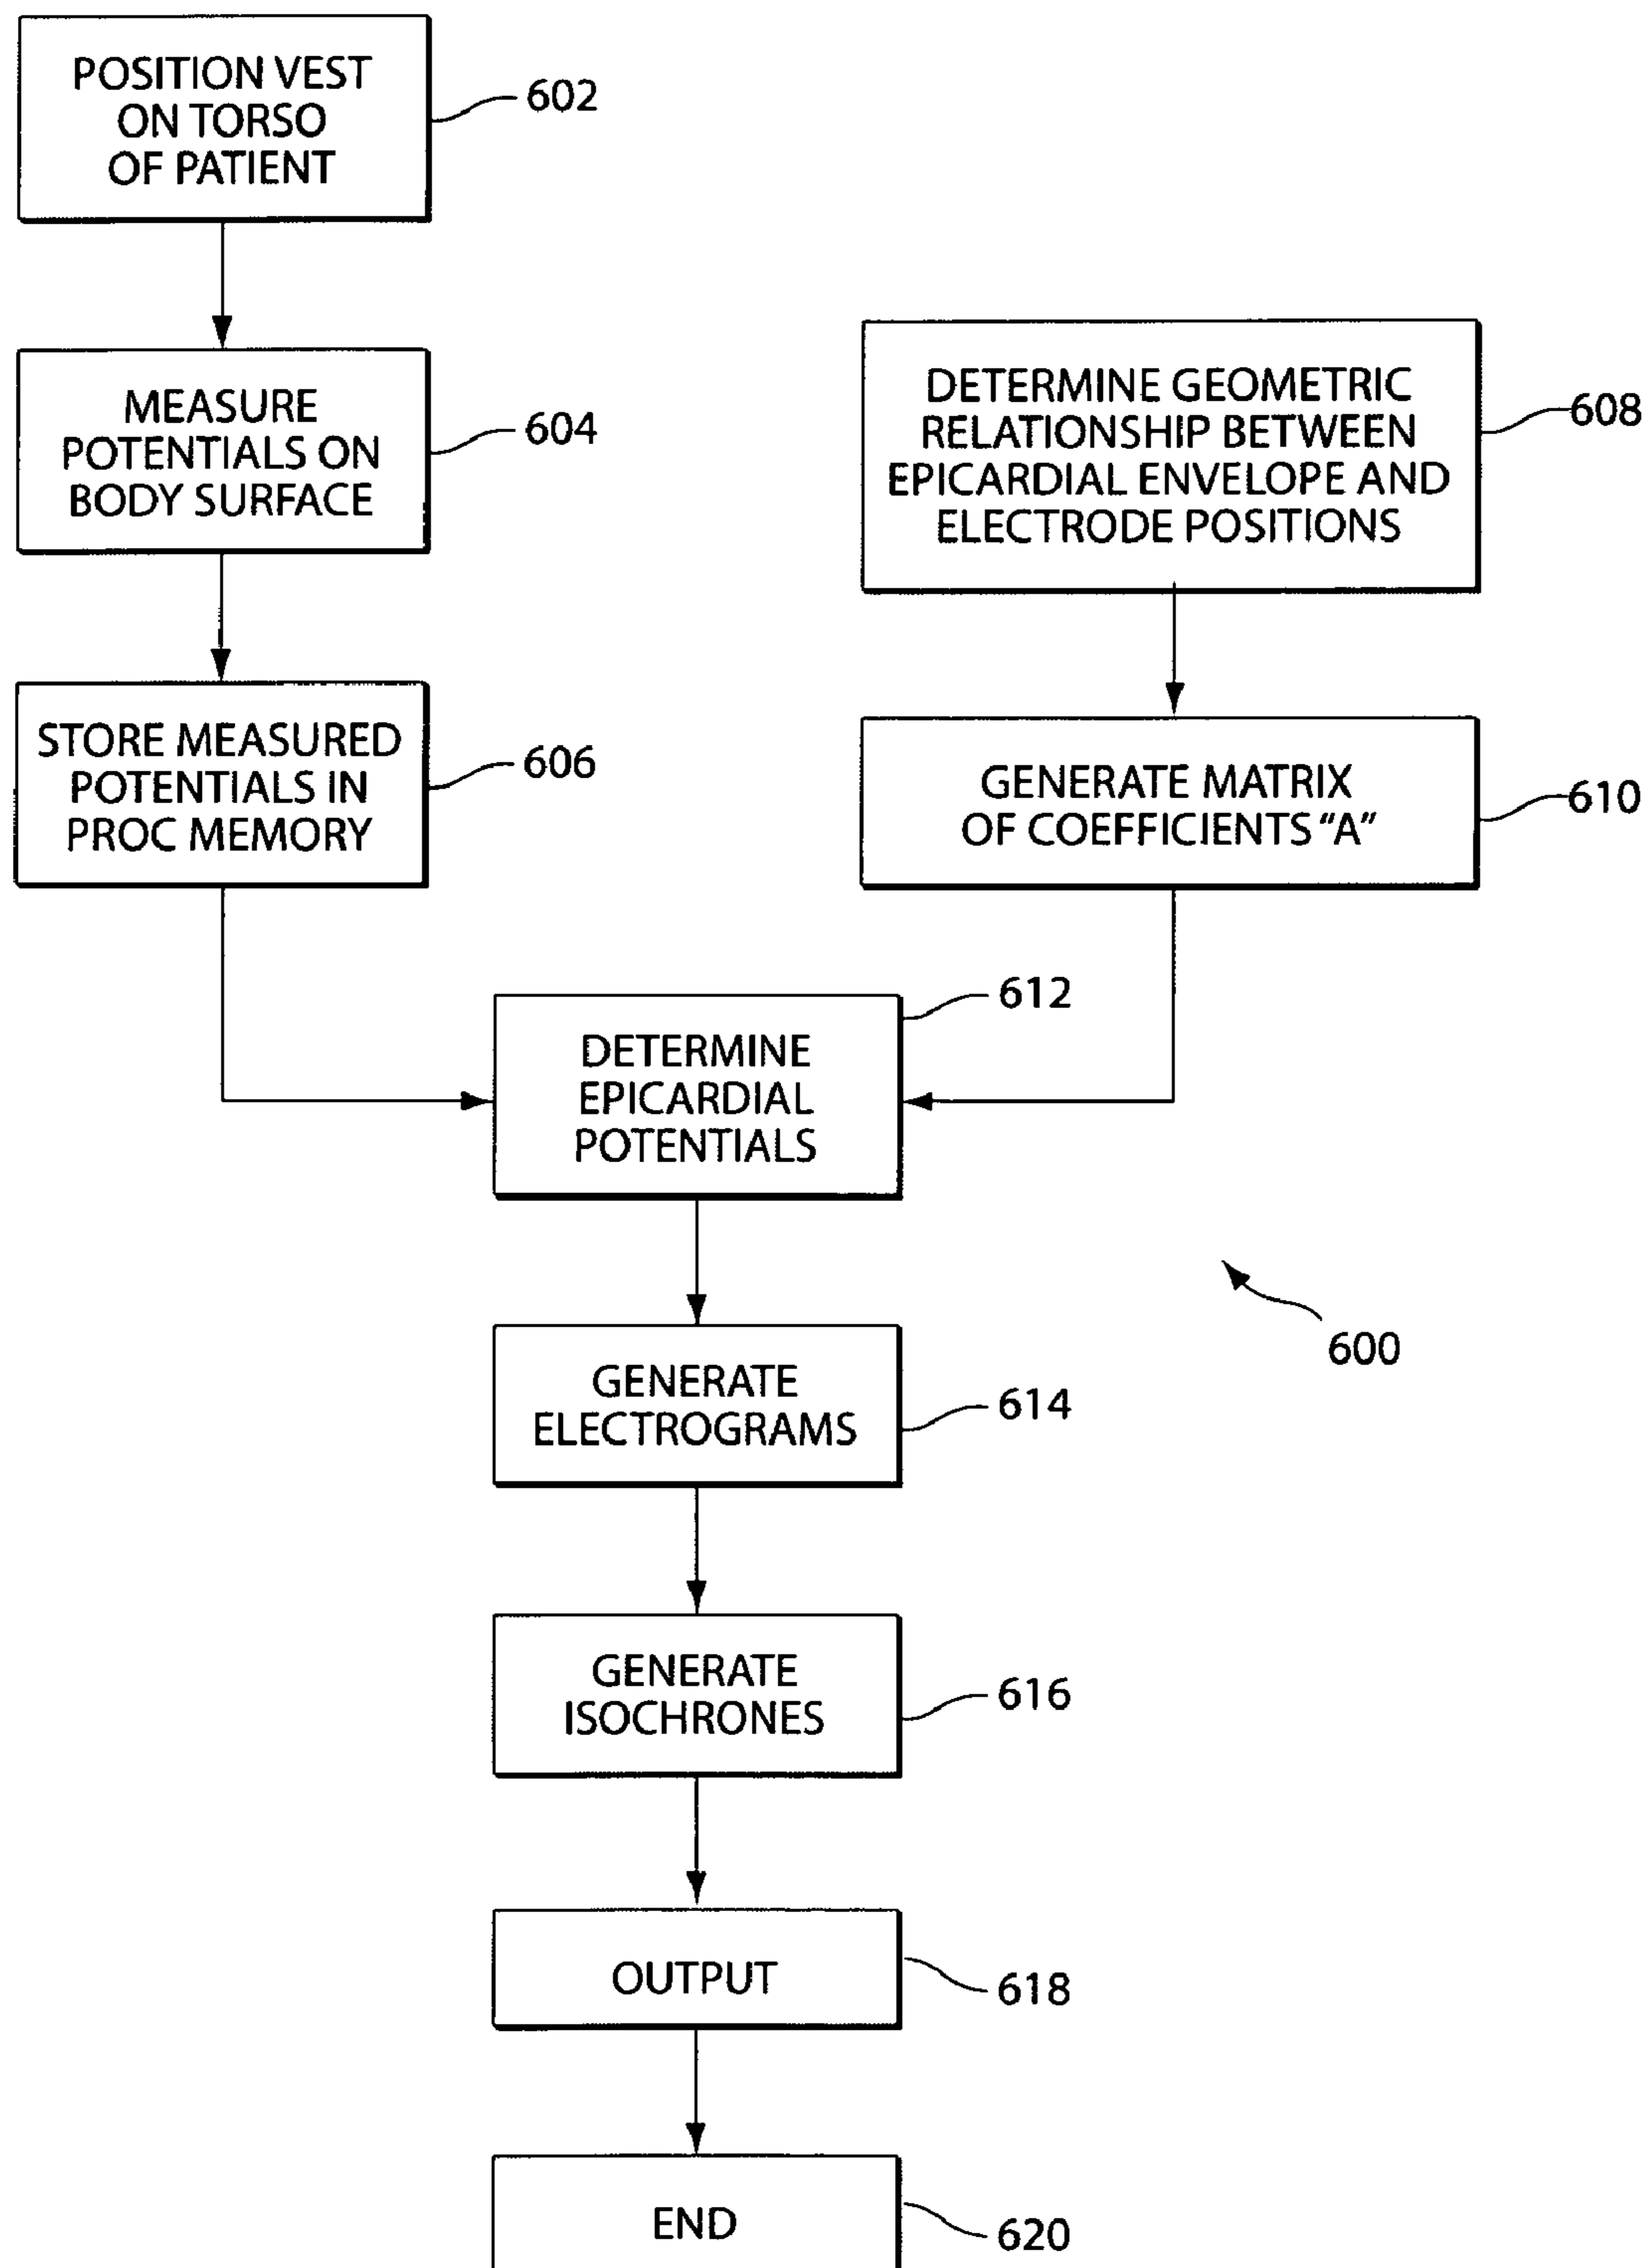 POSITION VEST
ON TORSO
OF PATIENT
602
MEASURE
POTENTIALS ON
BODY SURFACE
604
STORE MEASURED
POTENTIALS IN
PROC MEMORY
606
DETERMINE GEOMETRIC
RELATIONSHIP BETWEEN
EPICARDIAL ENVELOPE AND
ELECTRODE POSITIONS
608
GENERATE MATRIX
OF COEFFICIENTS "A"
610
DETERMINE
EPICARDIAL
POTENTIALS
612
600
GENERATE
ELECTROGRAMS
614
GENERATE
ISOCHRONES
616
OUTPUT
618
END
620